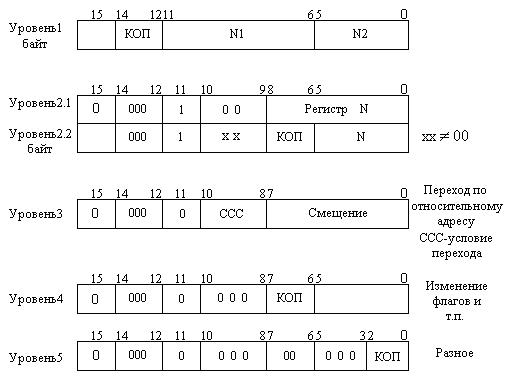 15 14 12 11 6 5 0
Уровень1 байт КОП N1 N2
15 14 12 11 10 9 8 6 5 0
Уровень2.1 0 000 1 0 0 Регистр N
Уровень2.2 байт 000 1 x x КОП N xx ≠ 00
15 14 12 11 10 8 7 0
Уровень3 0 000 0 CCC Смещение
Переход по
относительному
адресу
ССС-условие
перехода
15 14 12 11 10 8 7 6 5 0
Уровень4 0 000 0 0 0 0 КОП
Изменение
флагов и
т.п.
15 14 12 11 10 8 7 6 5 3 2 0
Уровень5 0 000 0 0 0 0 00 0 0 0 КОП Разное